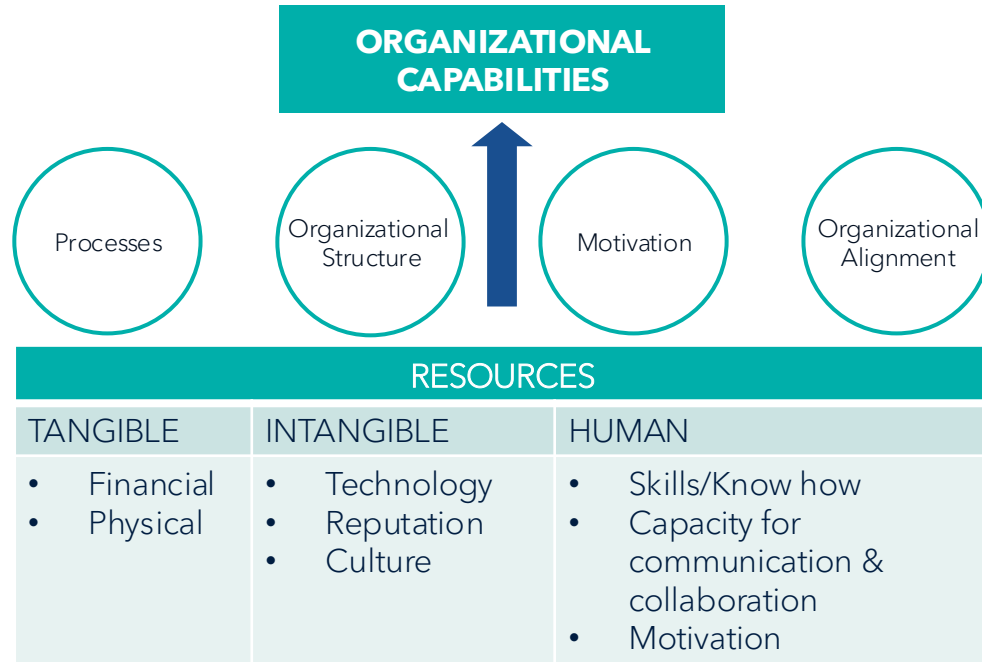 ORGANIZATIONAL
CAPABILITIES
Processes
Organizational
Structure
Motivation
Organizational
Alignment
RESOURCES
TANGIBLE
• Financial
• Physical
INTANGIBLE
• Technology
• Reputation
• Culture
HUMAN
• Skills/Know how
• Capacity for
communication &
collaboration
• Motivation